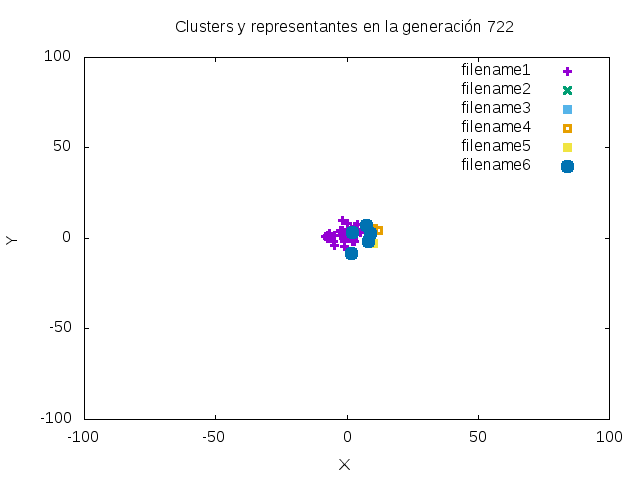 Clusters y representantes en la generación 722
100
50
0
-50
-100
-100
-50
0
50
100
Y
X
filename1
filename2
filename3
filename4
filename5
filename6